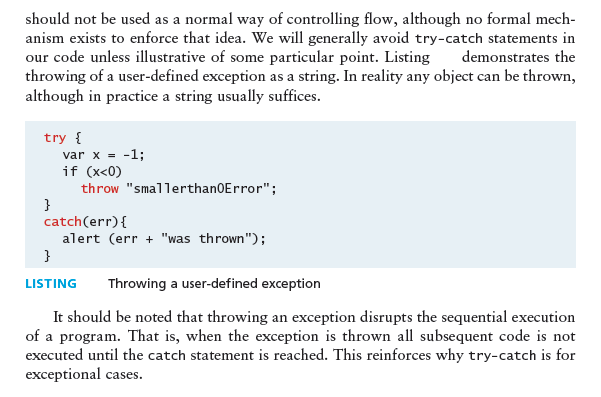 should not be used as a normal way of controlling flow, although no formal mech-
anism exists to enforce that idea. We will generally avoid try-catch statements in
our code unless illustrative of some particular point. Listing demonstrates the
throwing of a user-defined exception as a string. In reality any object can be thrown,
although in practice a string usually suffices.
try {
var x = -1;
if (x<0)
throw "smallerthan0Error";
}
catch(err){
alert (err + "was thrown");
}
LISTING Throwing a user-defined exception
It should be noted that throwing an exception disrupts the sequential execution
of a program. That is, when the exception is thrown all subsequent code is not
executed until the catch statement is reached. This reinforces why try-catch is for
exceptional cases.